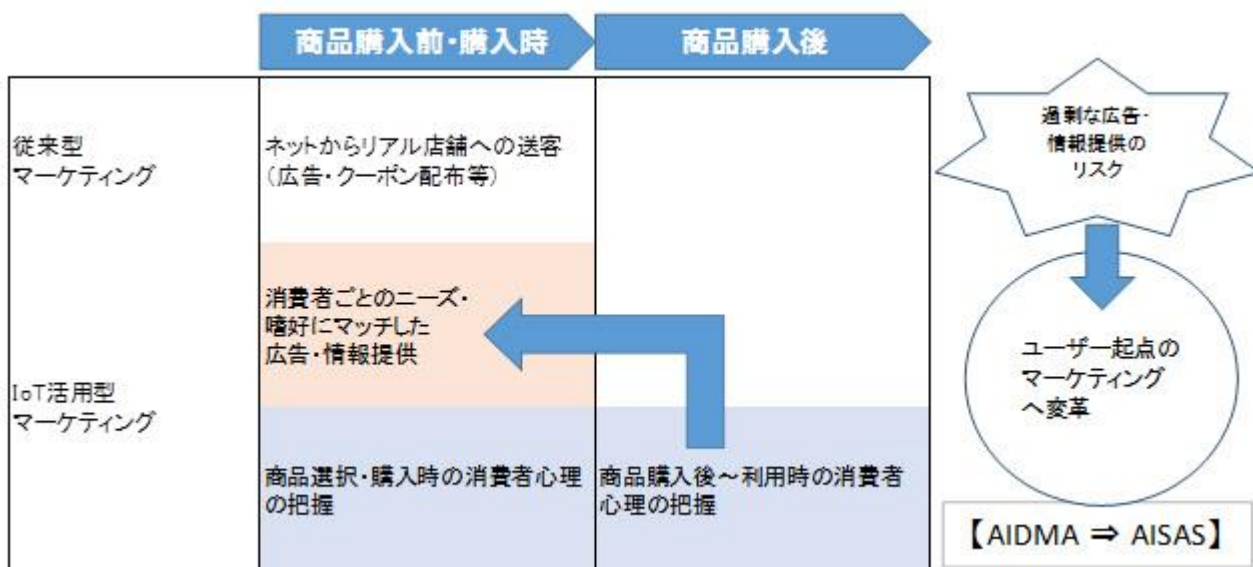 商品購入前・購入時
商品購入後
従来型
マーケティング
ネットからリアル店舗への送客
(広告・クーポン配布等)
過剰な広告・
情報提供の
リスク
消費者ごとのニーズ・
嗜好にマッチした
広告・情報提供
IoT活用型
マーケティング
商品選択・購入時の消費者心理
の把握
商品購入後～利用時の消費者
心理の把握
ユーザー起点の
マーケティング
へ変革
【AIDMA ⇒ AISAS】